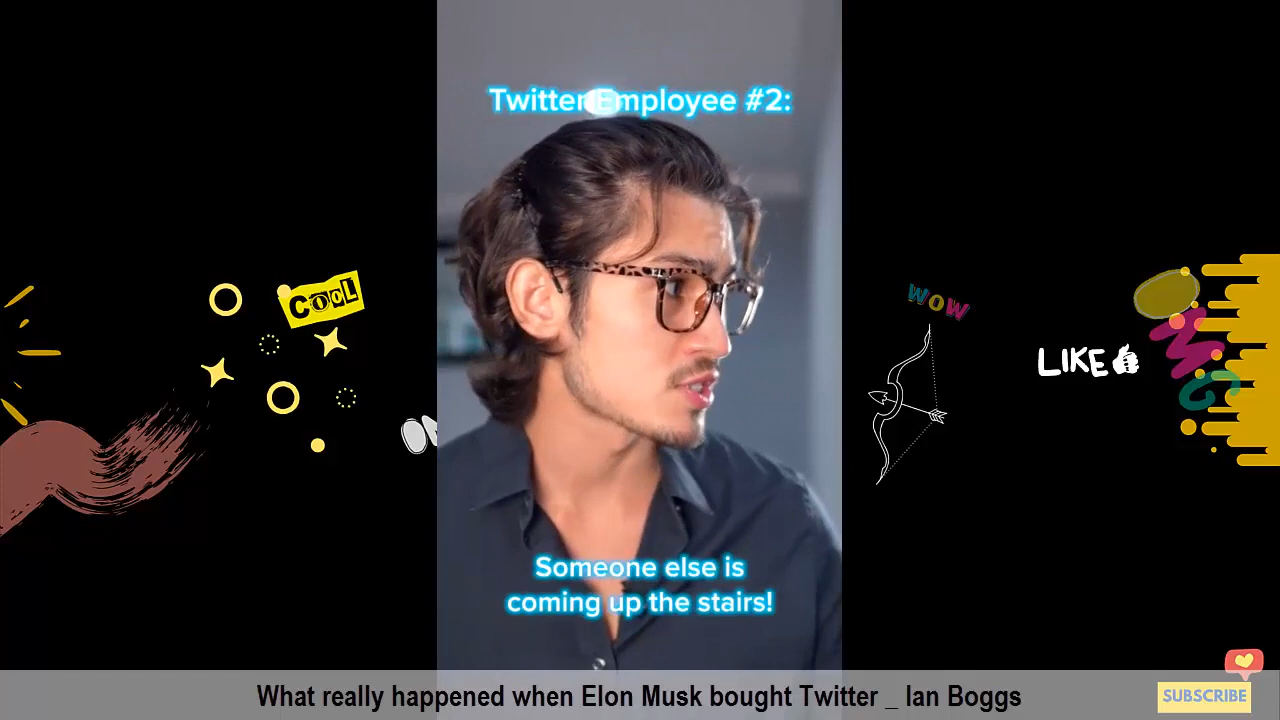 Twitter Employee #2:
COOL
WOW
LIKE
OM
Someone else is
coming up the stairs!
What really happened when Elon Musk bought Twitter _ Ian Boggs
SUBSCRIBE